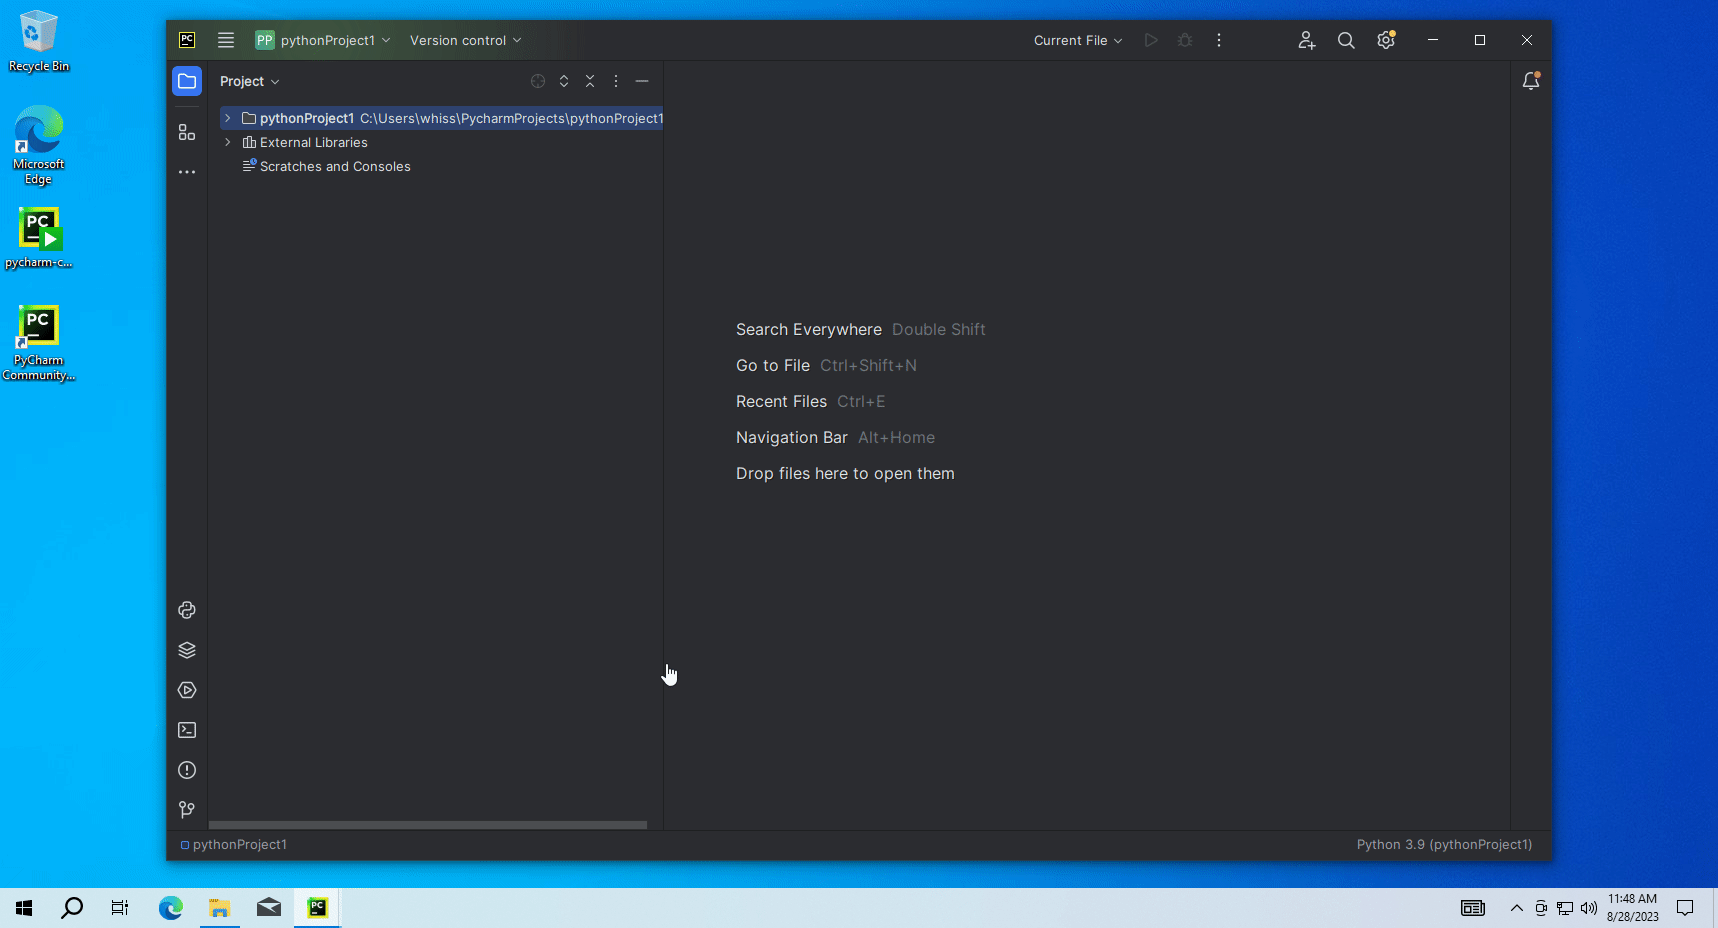 Recycle Bin
Microsoft
Edge
PC
pycharm-c...
PC
PyCharm
Community...
PC
PP pythonProject1
Version control
Current File
Project
pythonProject1 C:\Users\whiss\PycharmProjects\pythonProject1
External Libraries
Scratches and Consoles
Search Everywhere Double Shift
Go to File Ctrl+Shift+N
Recent Files Ctrl+E
Navigation Bar Alt+Home
Drop files here to open them
pythonProject1
Python 3.9 (pythonProject1)
PC
11:48 AM
8/28/2023